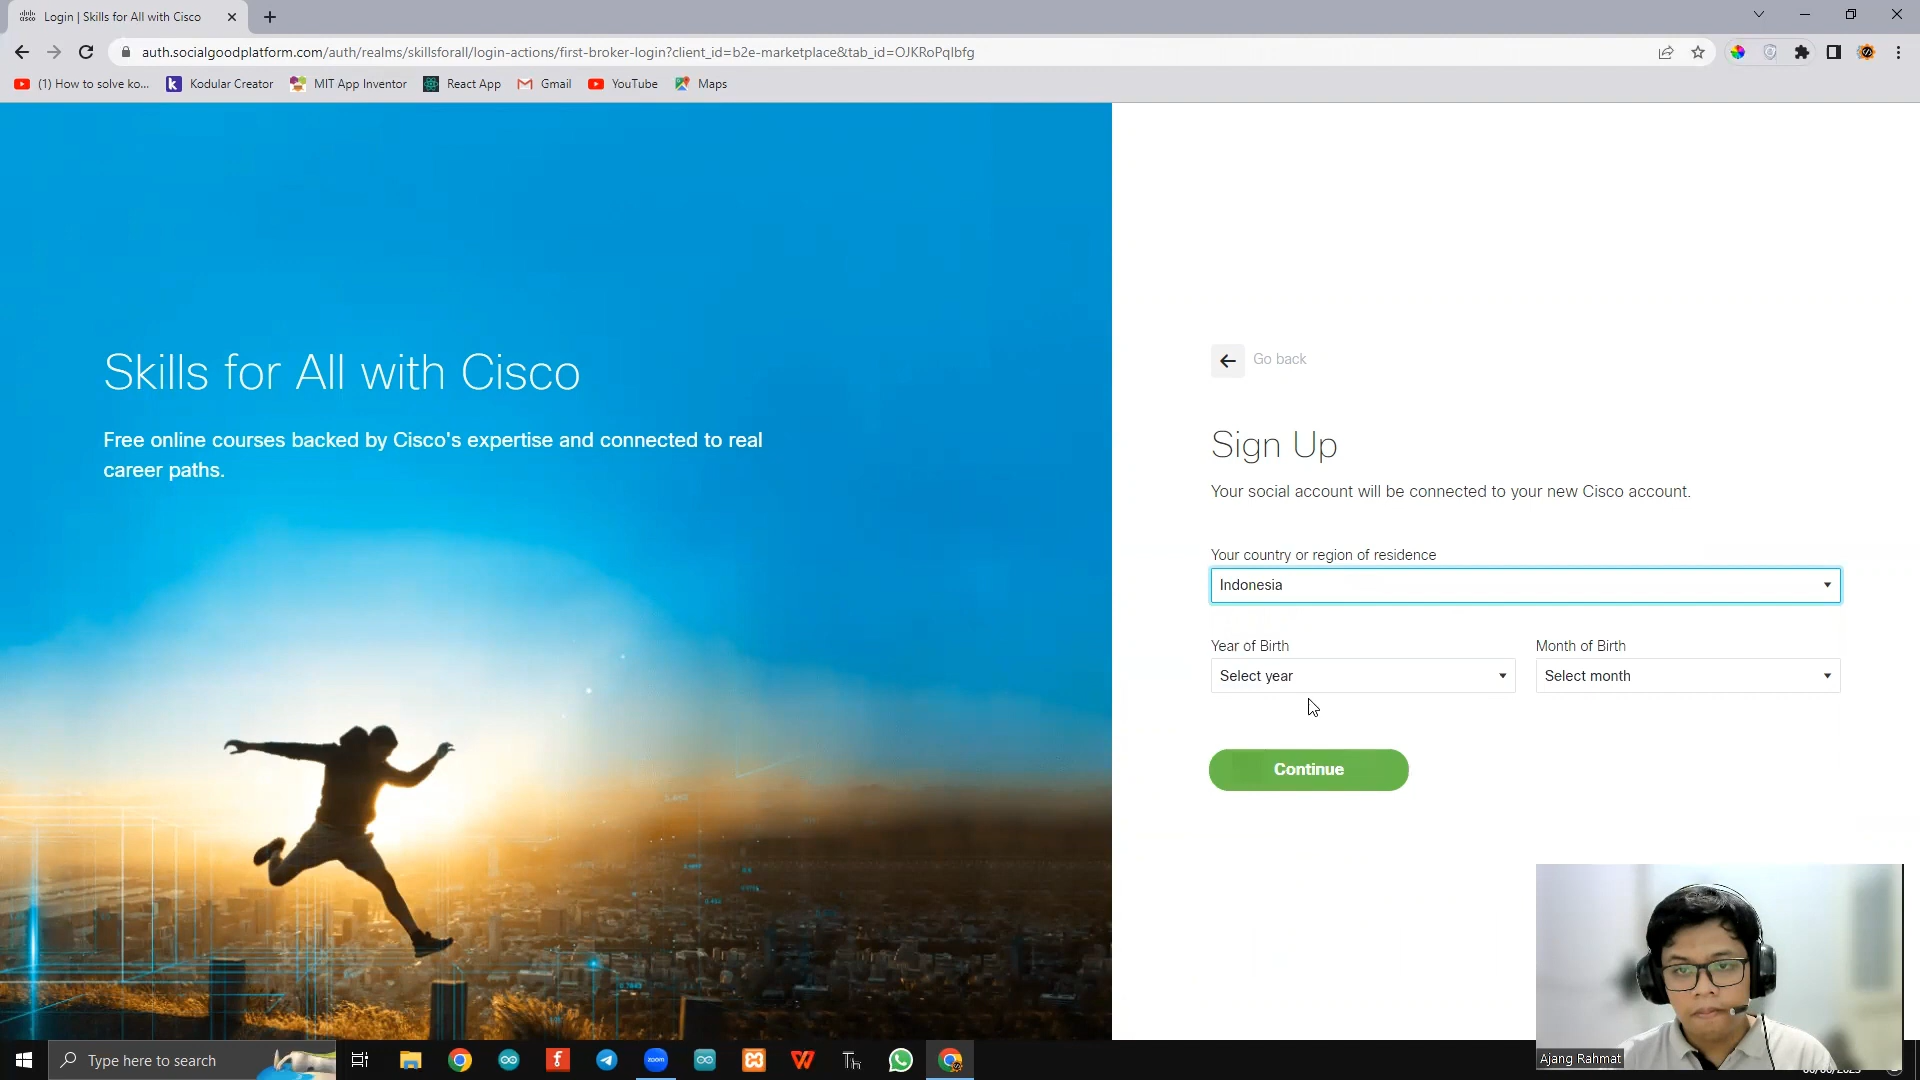 Login | Skills for All with Cisco
auth.socialgoodplatform.com/auth/realms/skillsforall/login-actions/first-broker-login?client_id=b2e-marketplace&tab_id=OJKRoPqlbfg
(1) How to solve ko...
Kodular Creator
MIT App Inventor
React App
Gmail
YouTube
Maps
Skills for All with Cisco
Free online courses backed by Cisco's expertise and connected to real
career paths.
Go back
Sign Up
Your social account will be connected to your new Cisco account.
Your country or region of residence
Indonesia
Year of Birth
Month of Birth
Select year
Select month
Continue
Ajang Rahmat
Type here to search